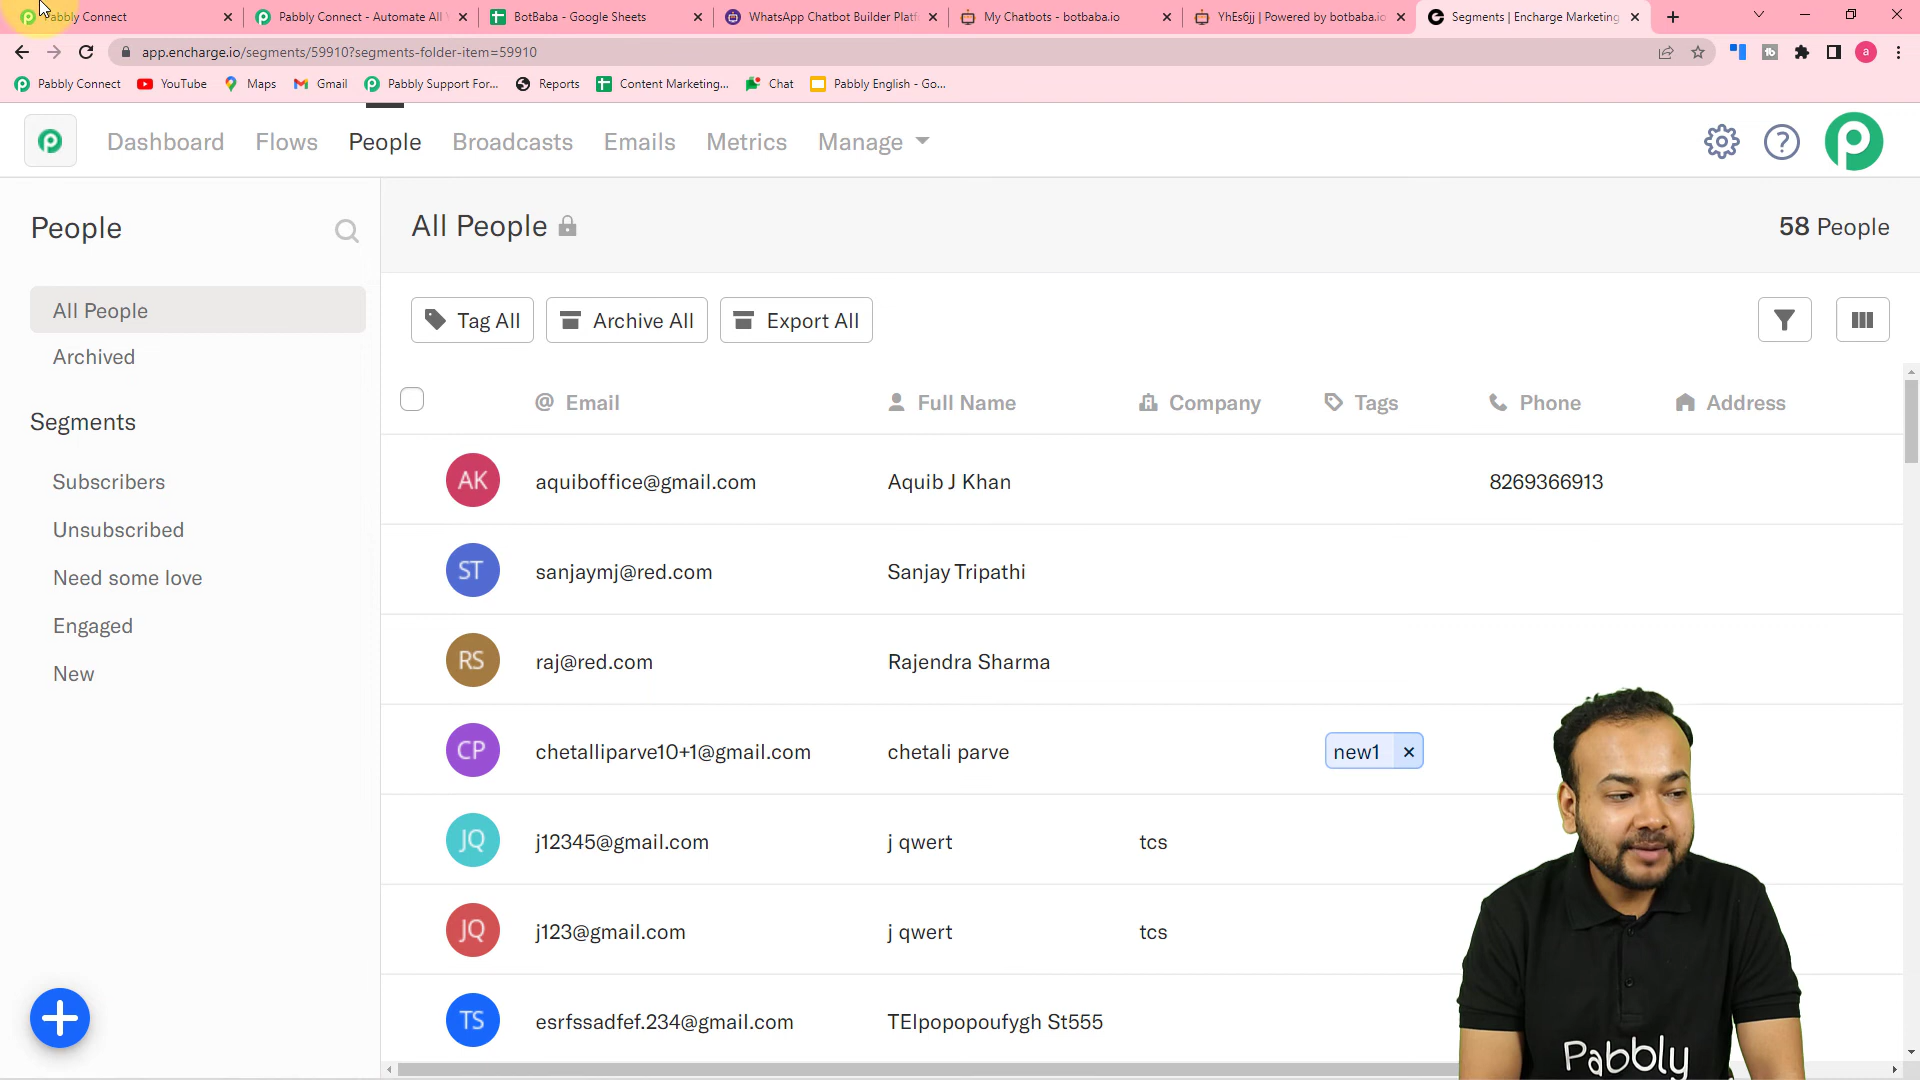 Pabbly Connect
Pabbly Connect - Automate All
BotBaba - Google Sheets
WhatsApp Chatbot Builder Platf
My Chatbots - botbaba.io
YhEs6jj | Powered by botbaba.io
Segments | Encharge Marketing
app.encharge.io/segments/59910?segments-folder-item=59910
a
Pabbly Connect
YouTube
Maps
Gmail
Pabbly Support For...
Reports
Content Marketing...
Chat
Pabbly English - Go...
Dashboard
Flows
People
Broadcasts
Emails
Metrics
Manage
People
All People
Archived
Segments
Subscribers
Unsubscribed
Need some love
Engaged
New
All People
58 People
Tag All
Archive All
Export All
@ Email
Full Name
Company
Tags
Phone
Address
AK aquiboffice@gmail.com Aquib J Khan 8269366913
ST sanjaymj@red.com Sanjay Tripathi
RS raj@red.com Rajendra Sharma
CP chetalliparve10+1@gmail.com chetali parve new1 ×
JQ j12345@gmail.com j qwert tcs
JQ j123@gmail.com j qwert tcs
TS esrfssadfef.234@gmail.com TElpopopoufygh St555
Pabbly